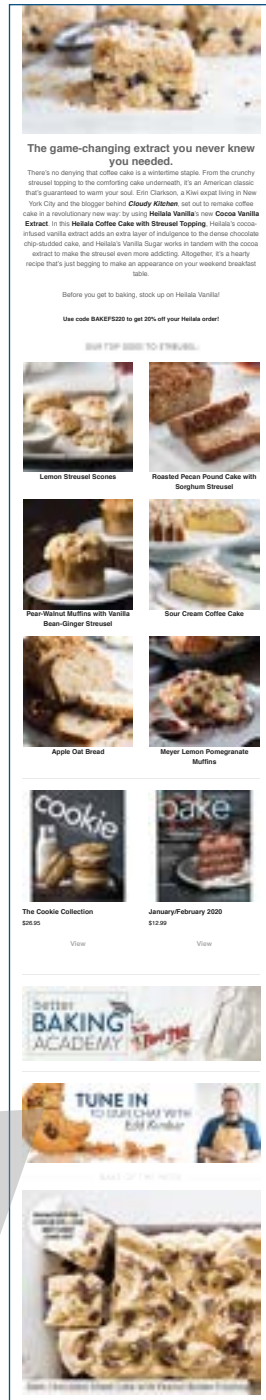 The game-changing extract you never knew
you needed.
There's no denying that coffee cake is a wintertime staple. From the crunchy
streusel topping to the comforting cake underneath, it's an American classic
that's guaranteed to warm your soul. Erin Clarkson, a Kiwi expat living in New
York City and the blogger behind Cloudy Kitchen, set out to remake coffee
cake in a revolutionary new way: by using Heilala Vanilla's new Cocoa Vanilla
Extract. In this Heilala Coffee Cake with Streusel Topping, Heilala's cocoa-
infused vanilla extract adds an extra layer of indulgence to the dense chocolate
chip-studded cake, and Heilala's Vanilla Sugar works in tandem with the cocoa
extract to make the streusel even more addicting. Altogether, it's a hearty
recipe that's just begging to make an appearance on your weekend breakfast
table.
Before you get to baking, stock up on Heilala Vanilla!
Use code BAKEFS220 to get 20% off your Heilala order!
Lemon Streusel Scones
Roasted Pecan Pound Cake with
Sorghum Streusel
Pear-Walnut Muffins with Vanilla
Bean-Ginger Streusel
Sour Cream Coffee Cake
Apple Oat Bread
Meyer Lemon Pomegranate
Muffins
cookie
bake
The Cookie Collection
$26.95
View
January/February 2020
$12.99
View
better
BAKING
ACADEMY
TUNE IN
TO OUR CHAT WITH
Edd Kimber